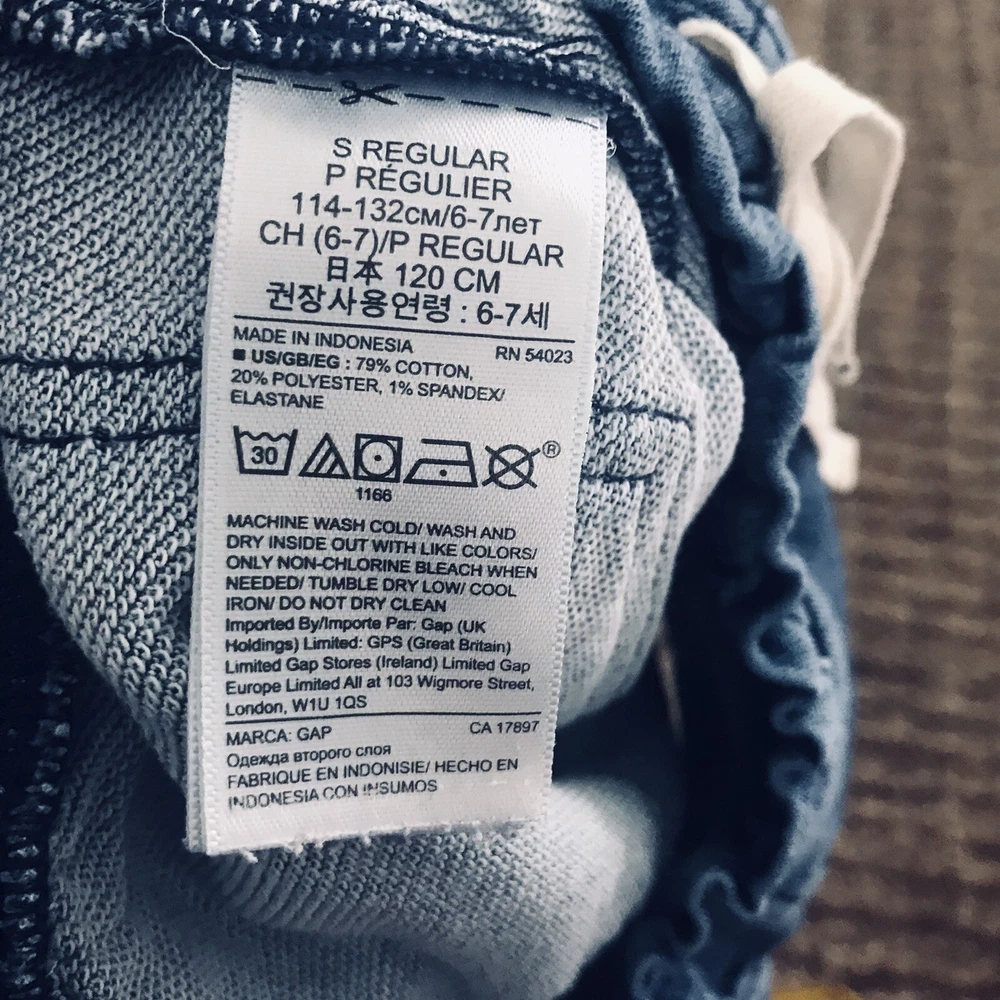 S REGULAR
P RÉGULIER
114-132см/6-7лет
CH (6-7)/P REGULAR
日本 120 CM
권장사용연령 : 6-7세
MADE IN INDONESIA RN 54023
■ US/GB/EG : 79% COTTON,
20% POLYESTER, 1% SPANDEX/
ELASTANE
30 ®
1166
MACHINE WASH COLD/ WASH AND
DRY INSIDE OUT WITH LIKE COLORS/
ONLY NON-CHLORINE BLEACH WHEN
NEEDED/ TUMBLE DRY LOW/ COOL
IRON/ DO NOT DRY CLEAN
Imported By/Importe Par: Gap (UK
Holdings) Limited: GPS (Great Britain)
Limited Gap Stores (Ireland) Limited Gap
Europe Limited All at 103 Wigmore Street,
London, W1U 1QS
MARCA: GAP CA 17897
Одежда второго слоя
FABRIQUE EN INDONISIE/ HECHO EN
INDONESIA CON INSUMOS